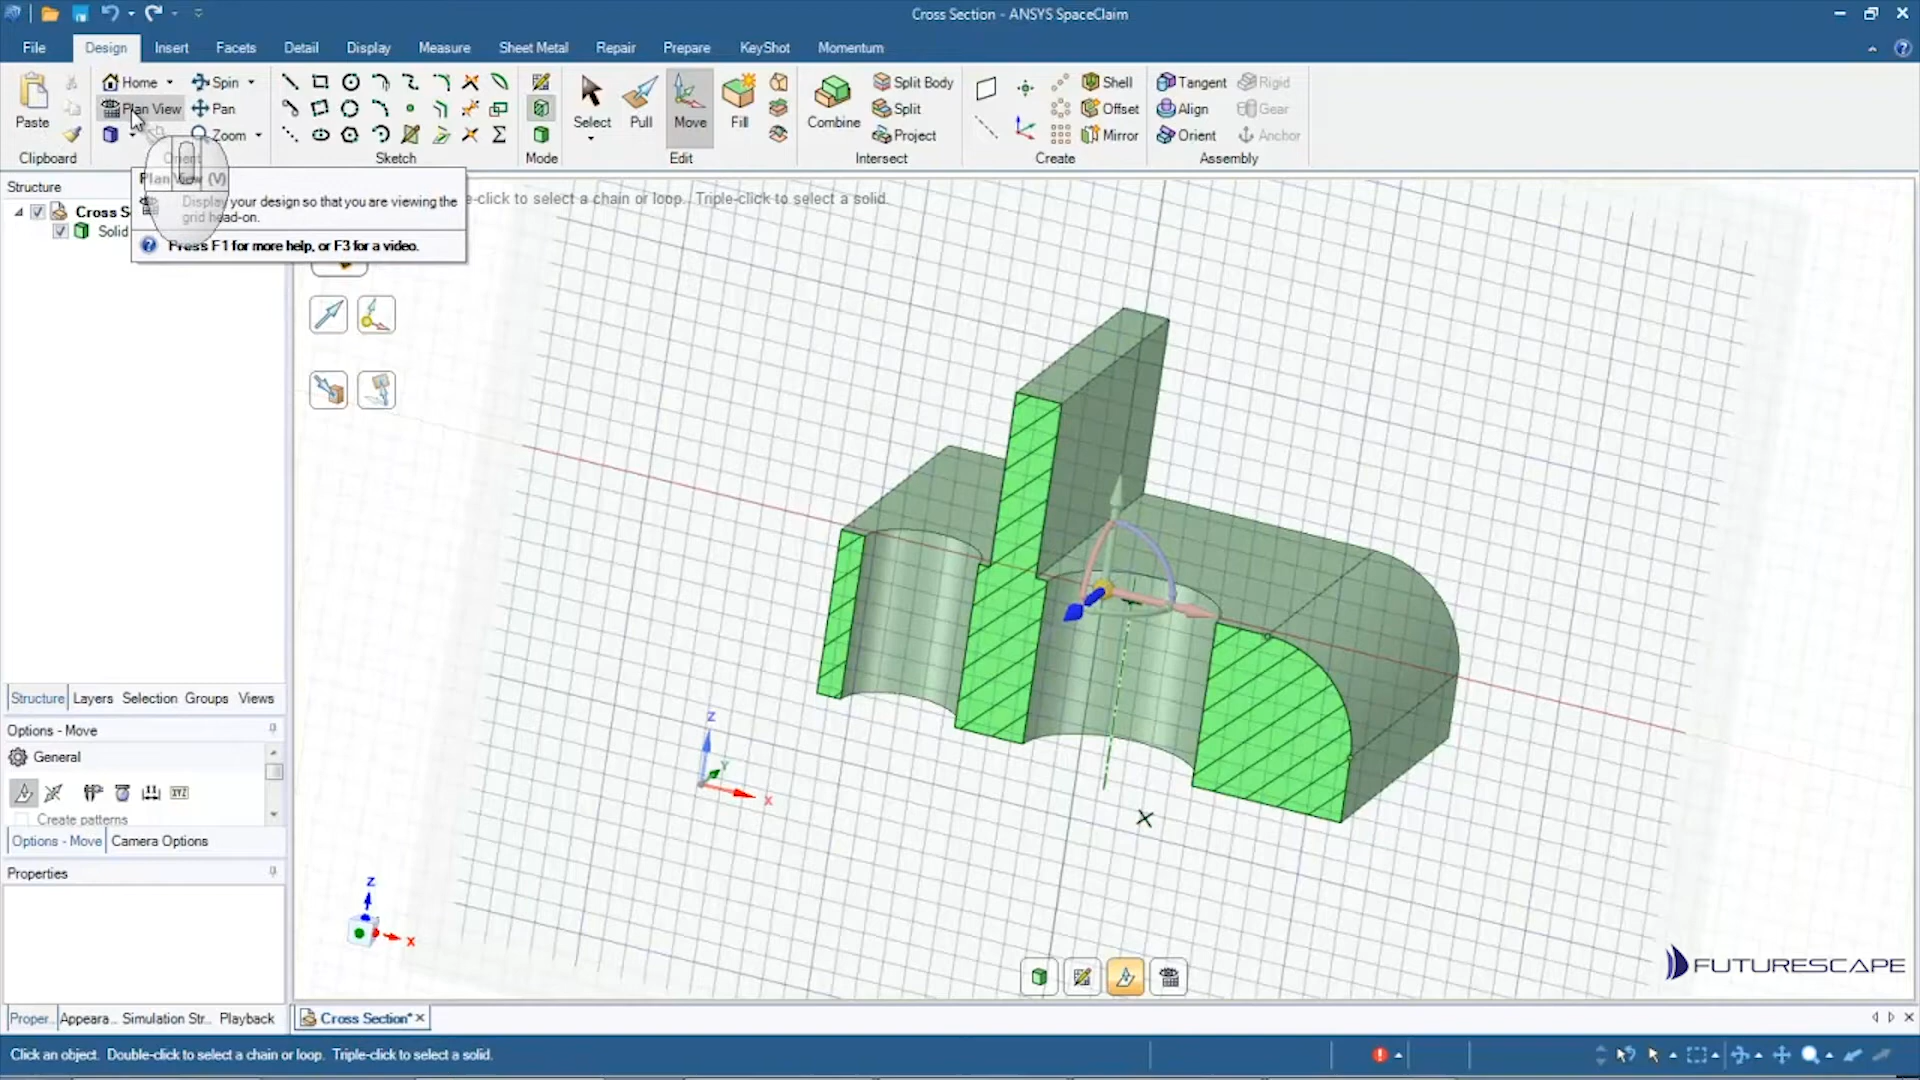 Cross Section - ANSYS SpaceClaim
File Design Insert Facets Detail Display Measure Sheet Metal Repair Prepare KeyShot Momentum
Home Spin Split Body Shell Tangent Rigid
Plan View Pan Split Offset Align Gear
Paste Select Pull Move Fill Combine
Zoom Project Mirror Orient Anchor
Clipboard Orient Sketch Mode Edit Intersect Create Assembly
Plan View (V)
Structure
Display your design so that you are viewing the
grid head-on.
e-click to select a chain or loop. Triple-click to select a solid.
Cross S
Solid
Press F1 for more help, or F3 for a video.
Structure Layers Selection Groups Views
Options - Move
General
XYZ
Create patterns
Options - Move Camera Options
Properties
Z
Y
X
Z
X
FUTURESCAPE
Proper... Appeara... Simulation Str... Playback
Cross Section*
Click an object. Double-click to select a chain or loop. Triple-click to select a solid.